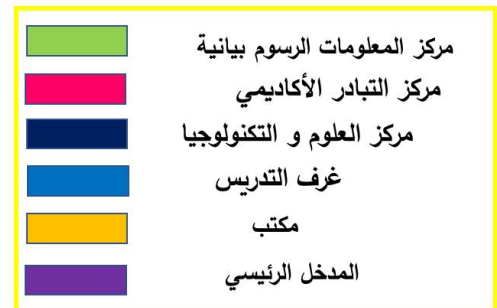 مركز المعلومات الرسوم بيانية
مركز التبادر الأكاديمي
مركز العلوم و التكنولوجيا
غرف التدريس
مكتب
المدخل الرئيسي